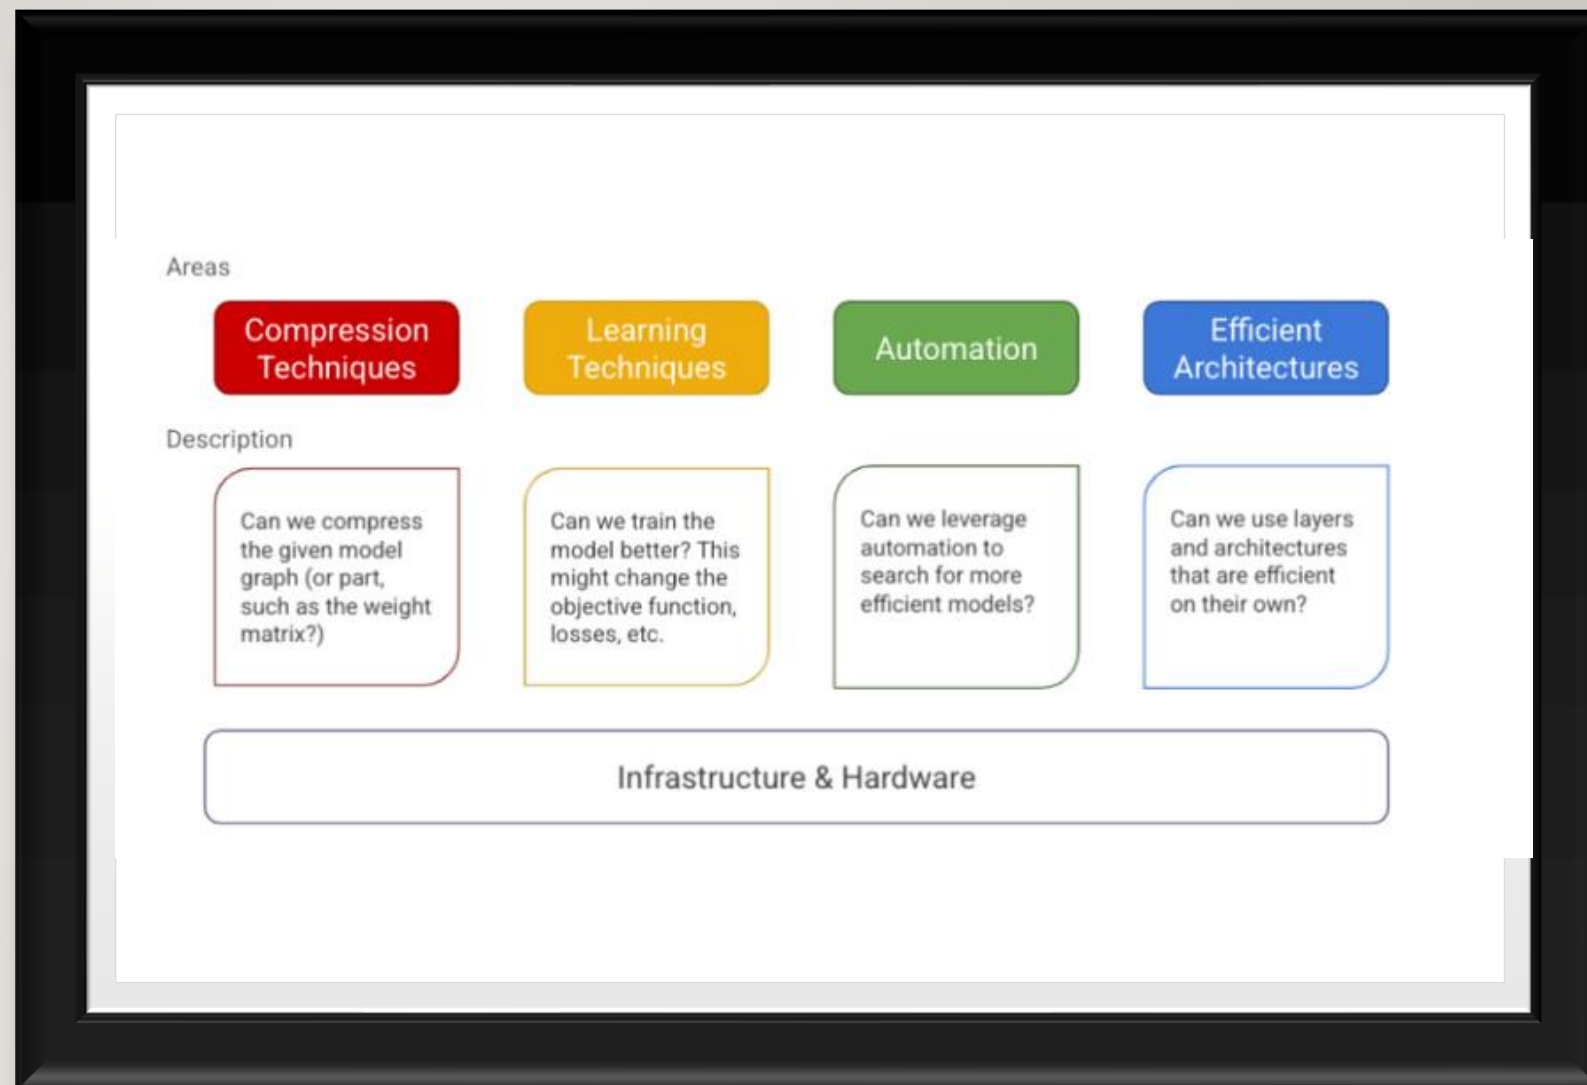 Areas
Compression
Techniques
Learning
Techniques
Automation
Efficient
Architectures
Description
Can we compress
the given model
graph (or part,
such as the weight
matrix?)
Can we train the
model better? This
might change the
objective function,
losses, etc.
Can we leverage
automation to
search for more
efficient models?
Can we use layers
and architectures
that are efficient
on their own?
Infrastructure & Hardware